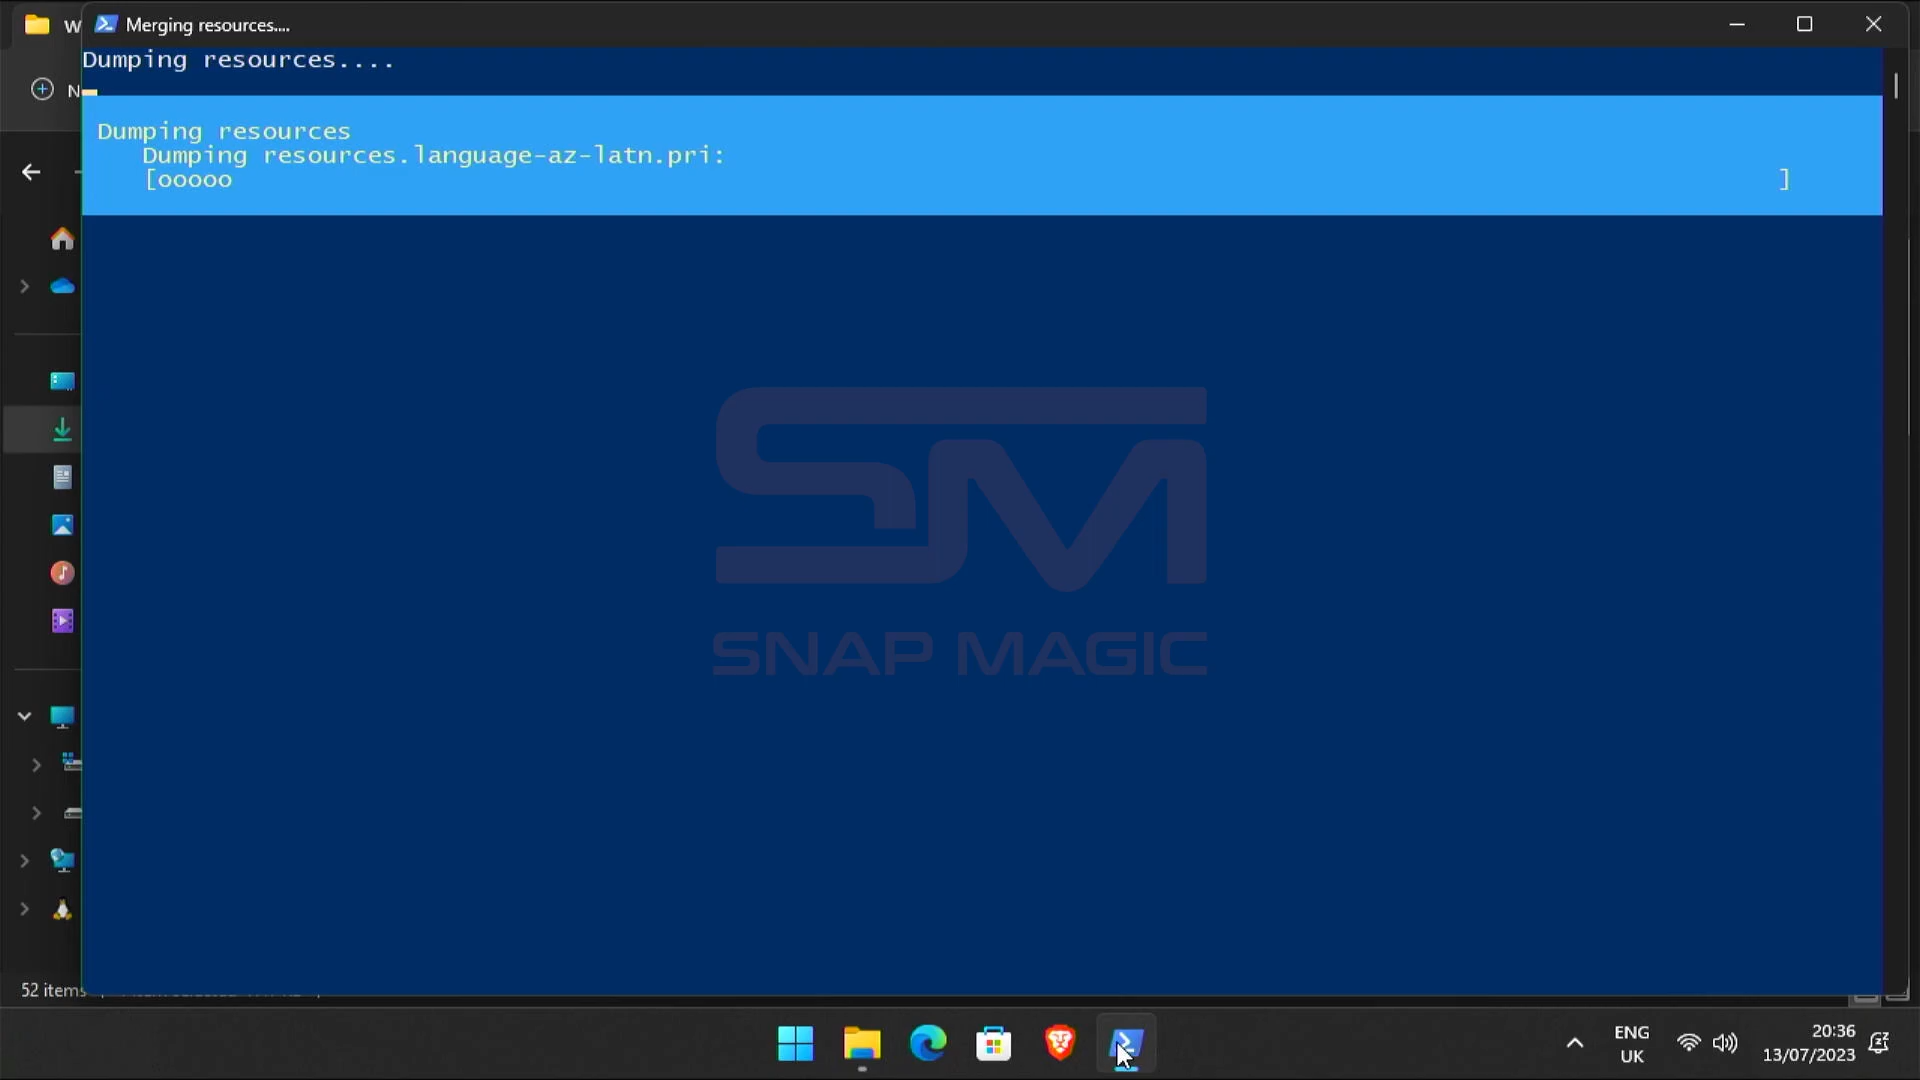 W
Merging resources....
Dumping resources....
N
Dumping resources
Dumping resources.language-az-latn.pri:
[ooooo ]
SM
SNAP MAGIC
52 items
ENG
UK
20:36
13/07/2023